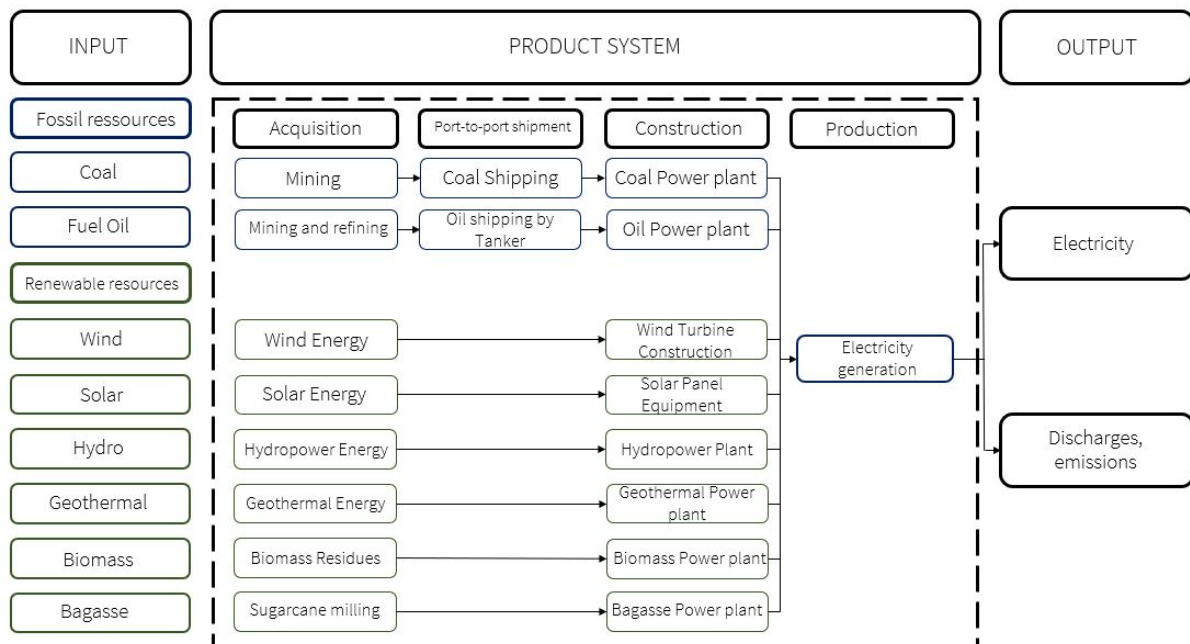 INPUT
PRODUCT SYSTEM
OUTPUT
Fossil ressources
Acquisition
Port-to-port shipment
Construction
Production
Coal
Mining
Coal Shipping
Coal Power plant
Fuel Oil
Mining and refining
Oil shipping by
Tanker
Oil Power plant
Electricity
Renewable resources
Wind
Wind Energy
Wind Turbine
Construction
Electricity
generation
Solar
Solar Energy
Solar Panel
Equipment
Hydro
Hydropower Energy
Hydropower Plant
Discharges,
emissions
Geothermal
Geothermal Energy
Geothermal Power
plant
Biomass
Biomass Residues
Biomass Power plant
Bagasse
Sugarcane milling
Bagasse Power plant